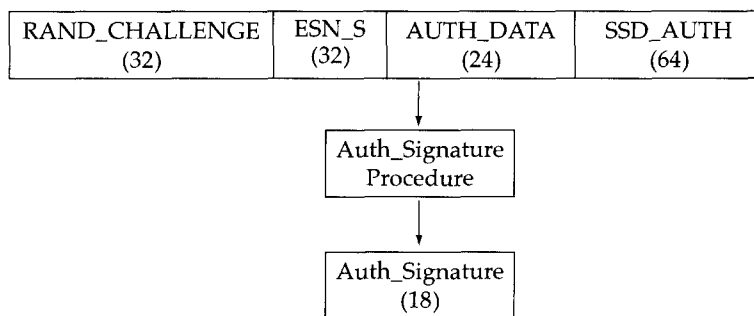 RAND_CHALLENGE ESN_S AUTH_DATA SSD_AUTH
(32) (32) (24) (64)
Auth_Signature
Procedure
Auth_Signature
(18)